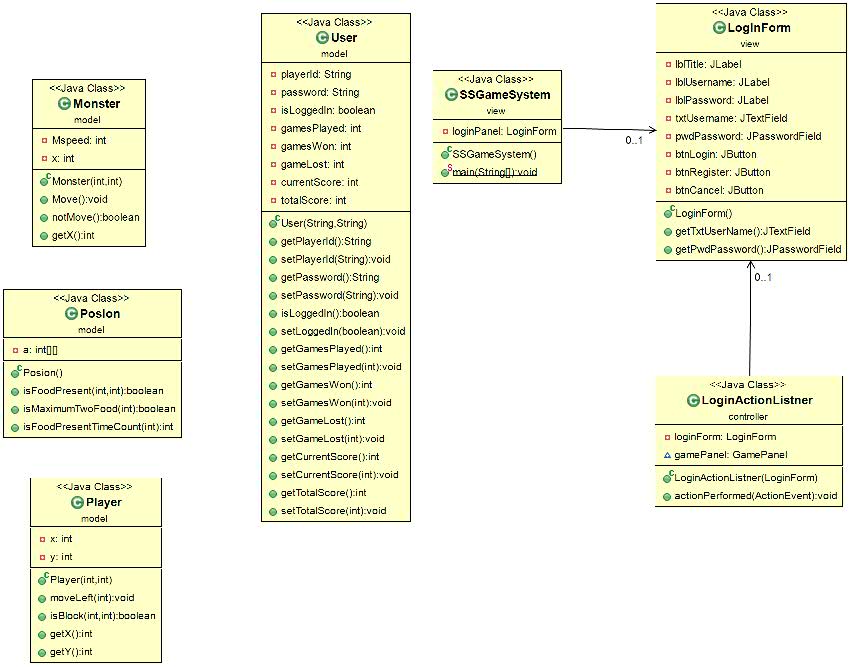 <<Java Class>>
Monster
model
Mspeed: int
x: int
Monster(int,int)
Move():void
notMove():boolean
getX():int
<<Java Class>>
Posion
model
a: int[][]
Posion()
isFoodPresent(int,int):boolean
isMaximumTwoFood(int):boolean
isFoodPresentTimeCount(int):int
<<Java Class>>
Player
model
x: int
y: int
Player(int,int)
moveLeft(int):void
isBlock(int,int):boolean
getX():int
getY():int
<<Java Class>>
User
model
playerId: String
password: String
isLoggedIn: boolean
gamesPlayed: int
gamesWon: int
gameLost: int
currentScore: int
totalScore: int
User(String,String)
getPlayerId():String
setPlayerId(String):void
getPassword():String
setPassword(String):void
isLoggedIn():boolean
setLoggedIn(boolean):void
getGamesPlayed():int
setGamesPlayed(int):void
getGamesWon():int
setGamesWon(int):void
getGameLost():int
setGameLost(int):void
getCurrentScore():int
setCurrentScore(int):void
getTotalScore():int
setTotalScore(int):void
<<Java Class>>
SSGameSystem
view
loginPanel: LoginForm
SSGameSystem()
main(String[]):void
0..1
<<Java Class>>
LoginForm
view
lblTitle: JLabel
lblUsername: JLabel
lblPassword: JLabel
txtUsername: JTextField
pwdPassword: JPasswordField
btnLogin: JButton
btnRegister: JButton
btnCancel: JButton
LoginForm()
getTxtUserName():JTextField
getPwdPassword():JPasswordField
0..1
<<Java Class>>
LoginActionListner
controller
loginForm: LoginForm
gamePanel: GamePanel
LoginActionListner(LoginForm)
actionPerformed(ActionEvent):void